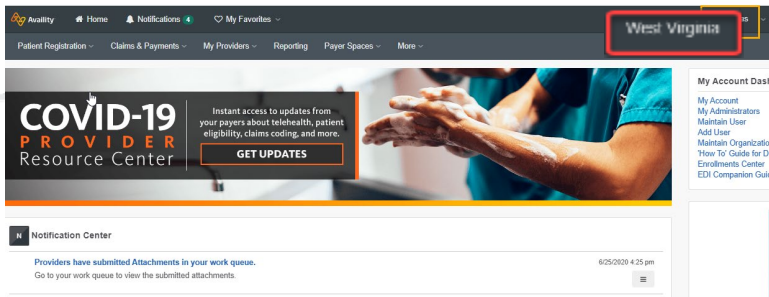 Availity Home Notifications 4 My Favorites
West Virginia
Patient Registration Claims & Payments My Providers Reporting Payer Spaces More
COVID-19
PROVIDER
Resource Center
Instant access to updates from
your payers about telehealth, patient
eligibility, claims coding, and more.
GET UPDATES
My Account Dash
My Account
My Administrators
Maintain User
Add User
Maintain Organizatio
'How To' Guide for D
Enrollments Center
EDI Companion Guid
N Notification Center
Providers have submitted Attachments in your work queue. 6/25/2020 4:25 pm
Go to your work queue to view the submitted attachments.